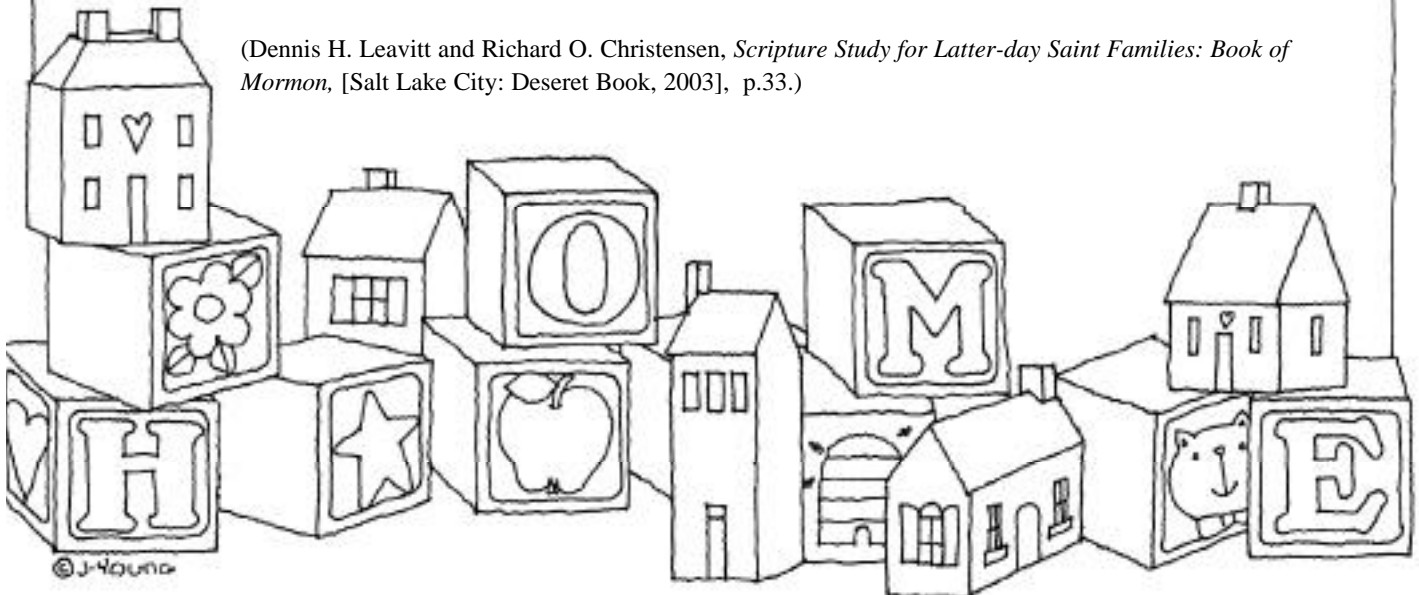 (Dennis H. Leavitt and Richard O. Christensen, Scripture Study for Latter-day Saint Families: Book of
Mormon, [Salt Lake City: Deseret Book, 2003],  p.33.)
O
M
H
E
©J-Young